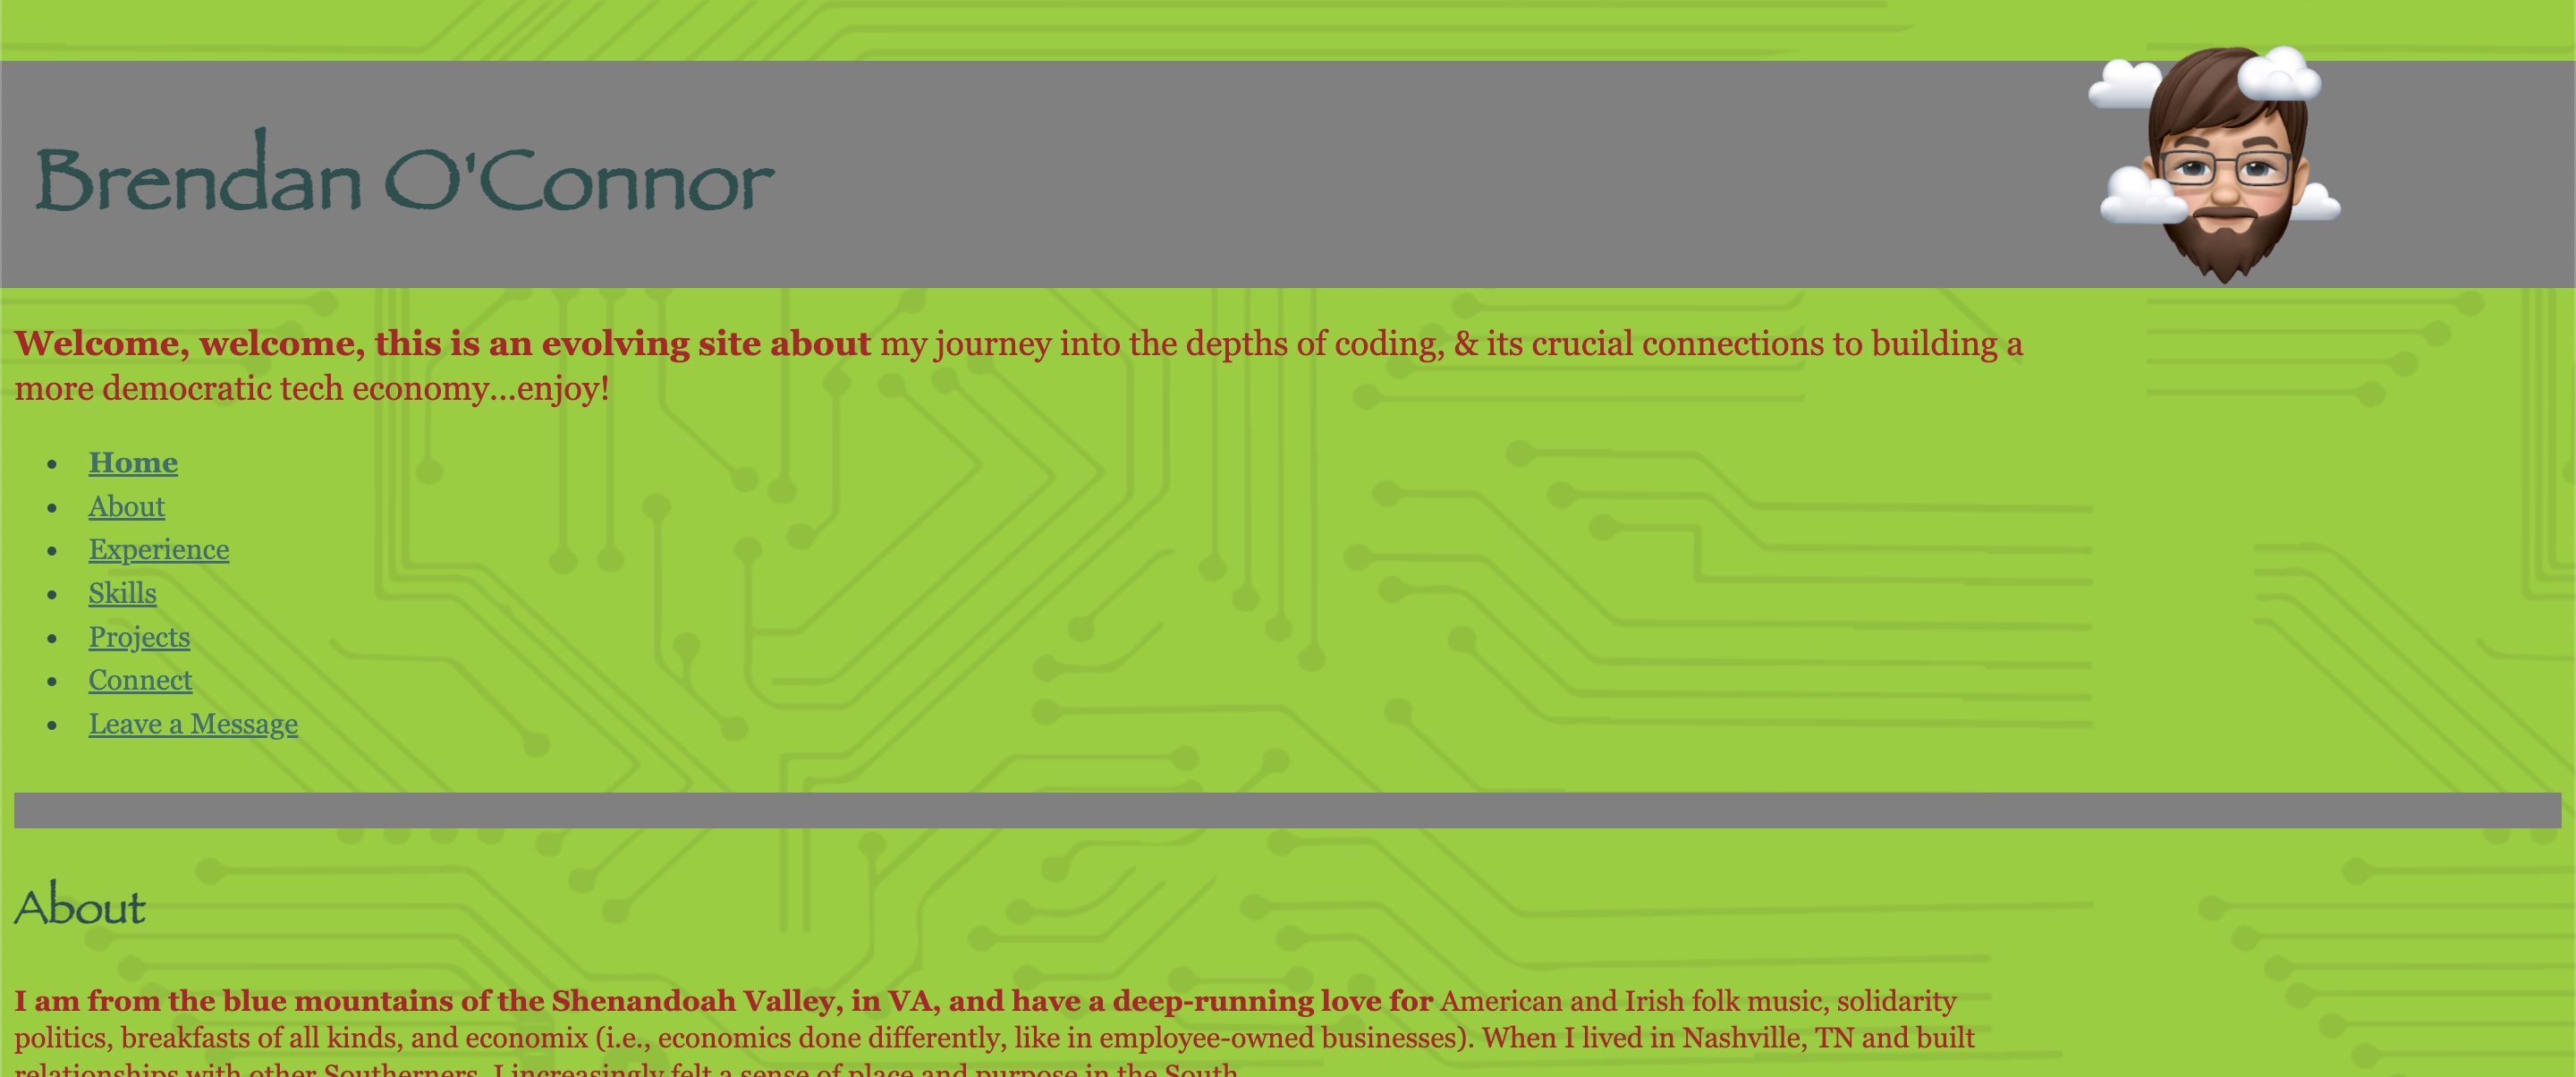 Brendan O'Connor
Welcome, welcome, this is an evolving site about my journey into the depths of coding, & its crucial connections to building a
more democratic tech economy...enjoy!
Home
About
Experience
Skills
Projects
Connect
Leave a Message
About
I am from the blue mountains of the Shenandoah Valley, in VA, and have a deep-running love for American and Irish folk music, solidarity
politics, breakfasts of all kinds, and economix (i.e., economics done differently, like in employee-owned businesses). When I lived in Nashville, TN and built
relationships with other Southerners, I increasingly felt a sense of place and purpose in the South